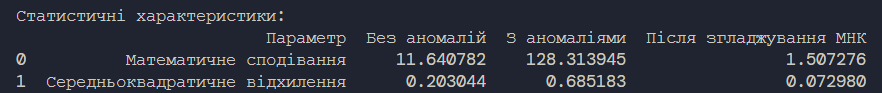 Статистичні характеристики:
Параметр Без аномалій З аномаліями Після згладжування МНК
0 Математичне сподівання 11.640782 128.313945 1.507276
1 Середньоквадратичне відхилення 0.203044 0.685183 0.072980